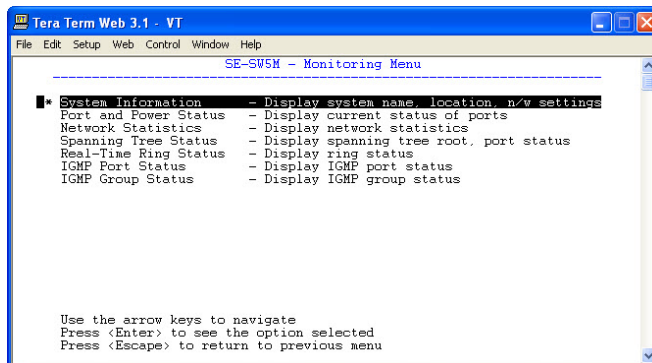 Tera Term Web 3.1 - VT
File Edit Setup Web Control Window Help
SE-SW5M - Monitoring Menu
* System Information - Display system name, location, n/w settings
Port and Power Status - Display current status of ports
Network Statistics - Display network statistics
Spanning Tree Status - Display spanning tree root, port status
Real-Time Ring Status - Display ring status
IGMP Port Status - Display IGMP port status
IGMP Group Status - Display IGMP group status
Use the arrow keys to navigate
Press <Enter> to see the option selected
Press <Escape> to return to previous menu